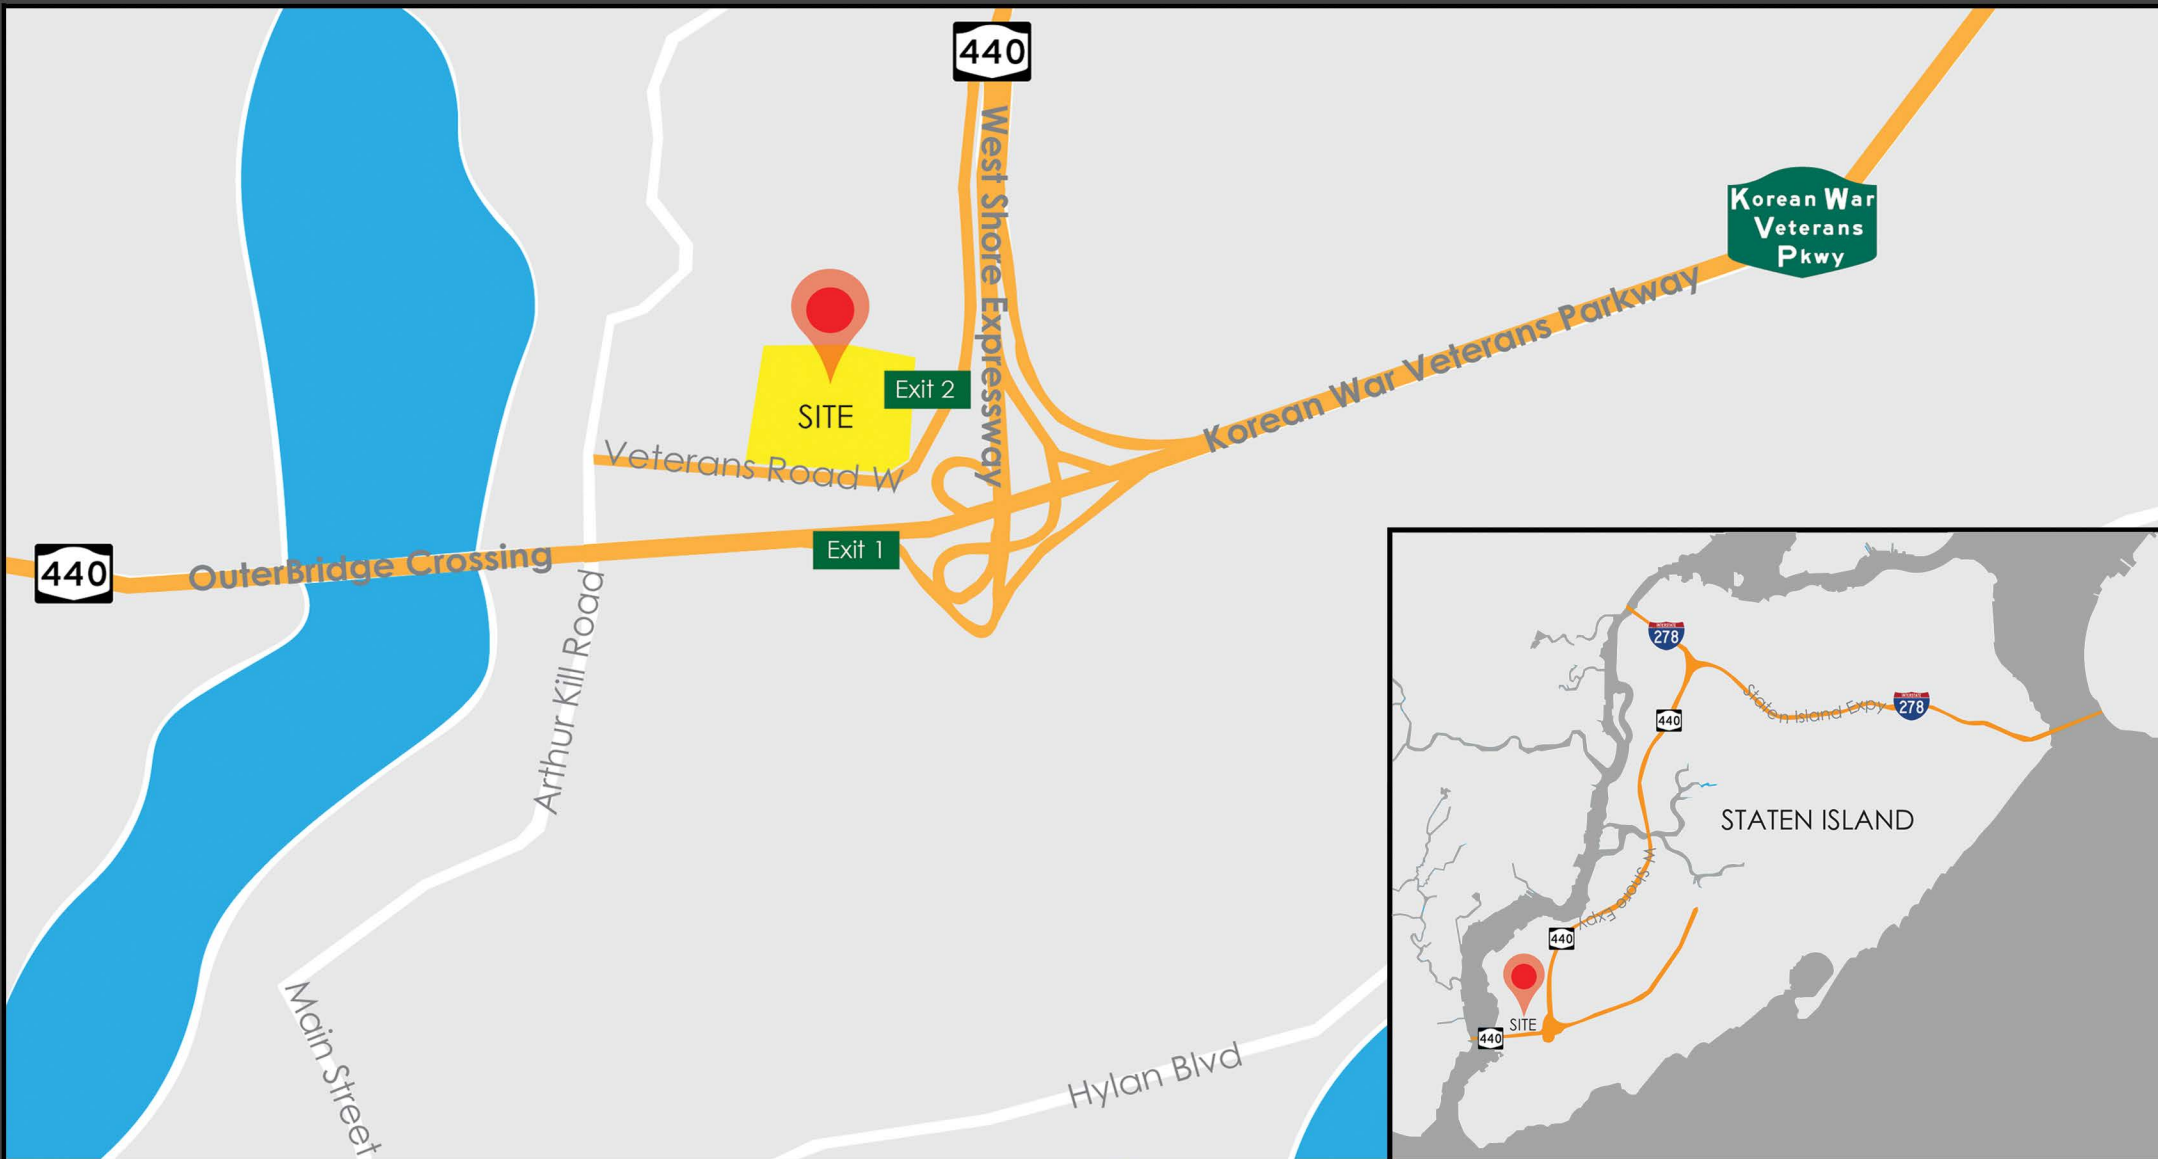 440
West Shore Expressway
Korean War
Veterans
Pkwy
Korean War Veterans Parkway
SITE
Exit 2
Veterans Road W
Exit 1
440
OuterBridge Crossing
Arthur Kill Road
Main Street
Hylan Blvd
278
Staten Island Expy
278
440
STATEN ISLAND
W Shore Expy
440
SITE
440